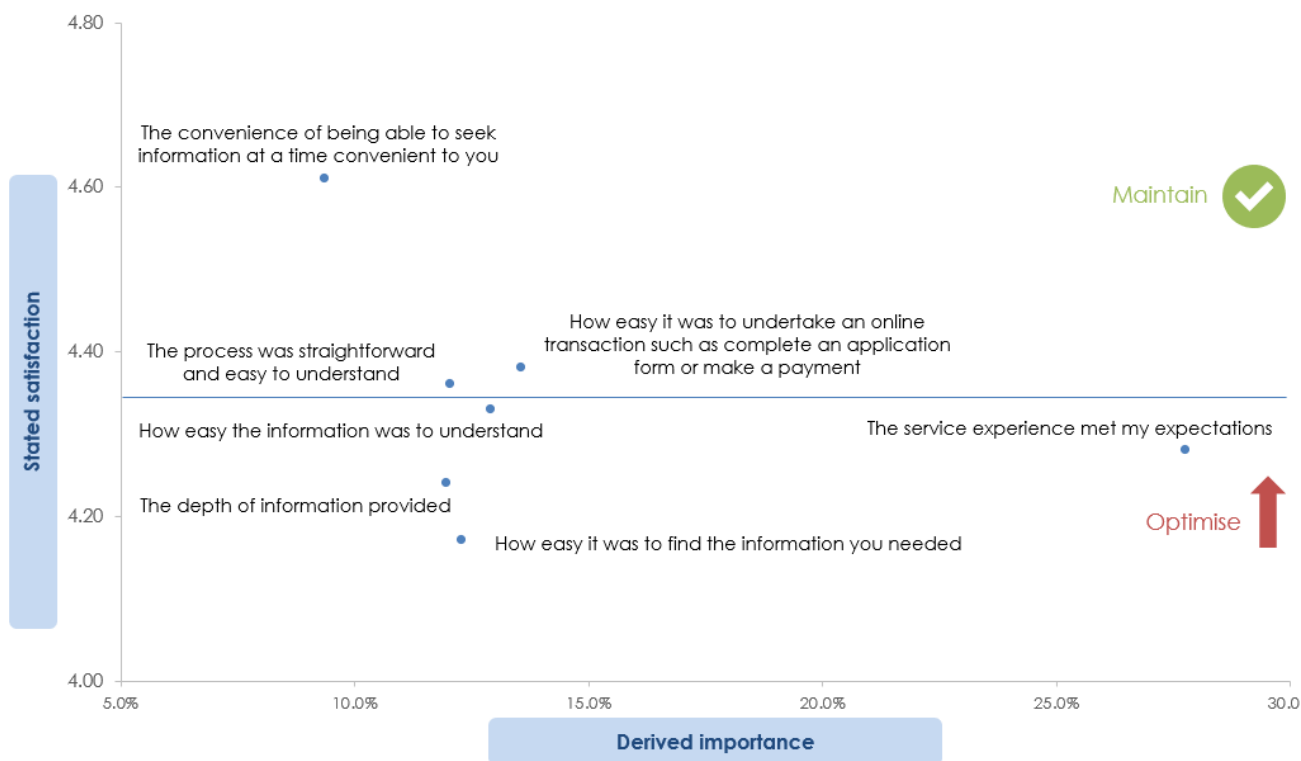 4.80
The convenience of being able to seek
information at a time convenient to you
4.60
Maintain
How easy it was to undertake an online
transaction such as complete an application
form or make a payment
4.40
The process was straightforward
and easy to understand
Stated satisfaction
How easy the information was to understand
The service experience met my expectations
The depth of information provided
4.20
Optimise
How easy it was to find the information you needed
4.00
5.0%
10.0%
15.0%
20.0%
25.0%
30.0
Derived importance